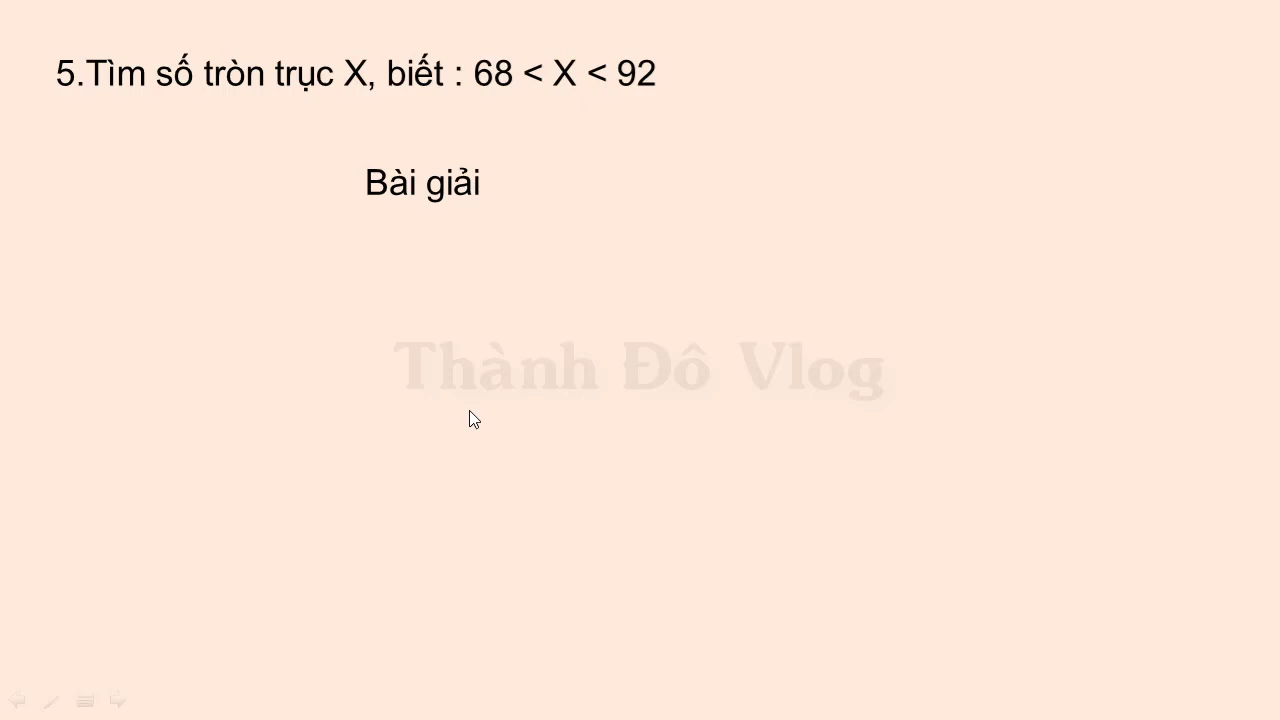 5.Tìm số tròn trục X, biết : 68 < X < 92
Bài giải
Thành Đô Vlog